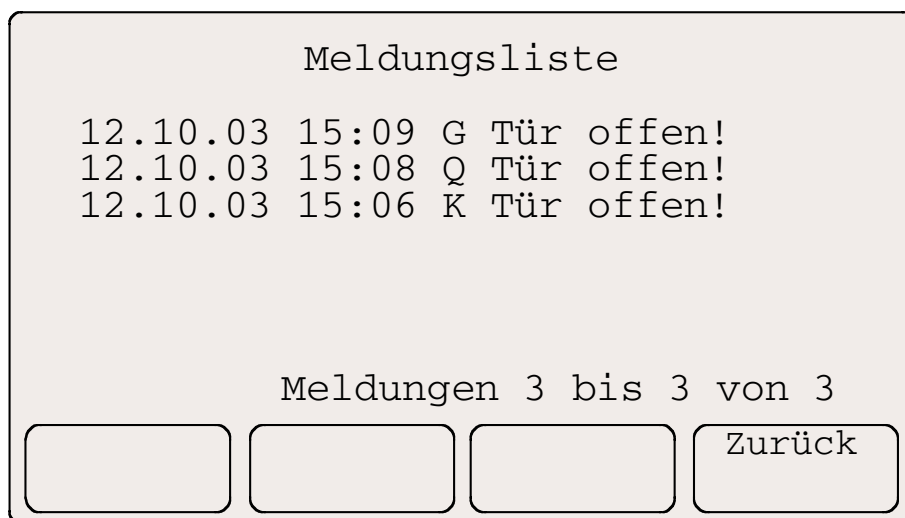 Meldungsliste
12.10.03 15:09 G Tür offen!
12.10.03 15:08 Q Tür offen!
12.10.03 15:06 K Tür offen!
Meldungen 3 bis 3 von 3
Zurück